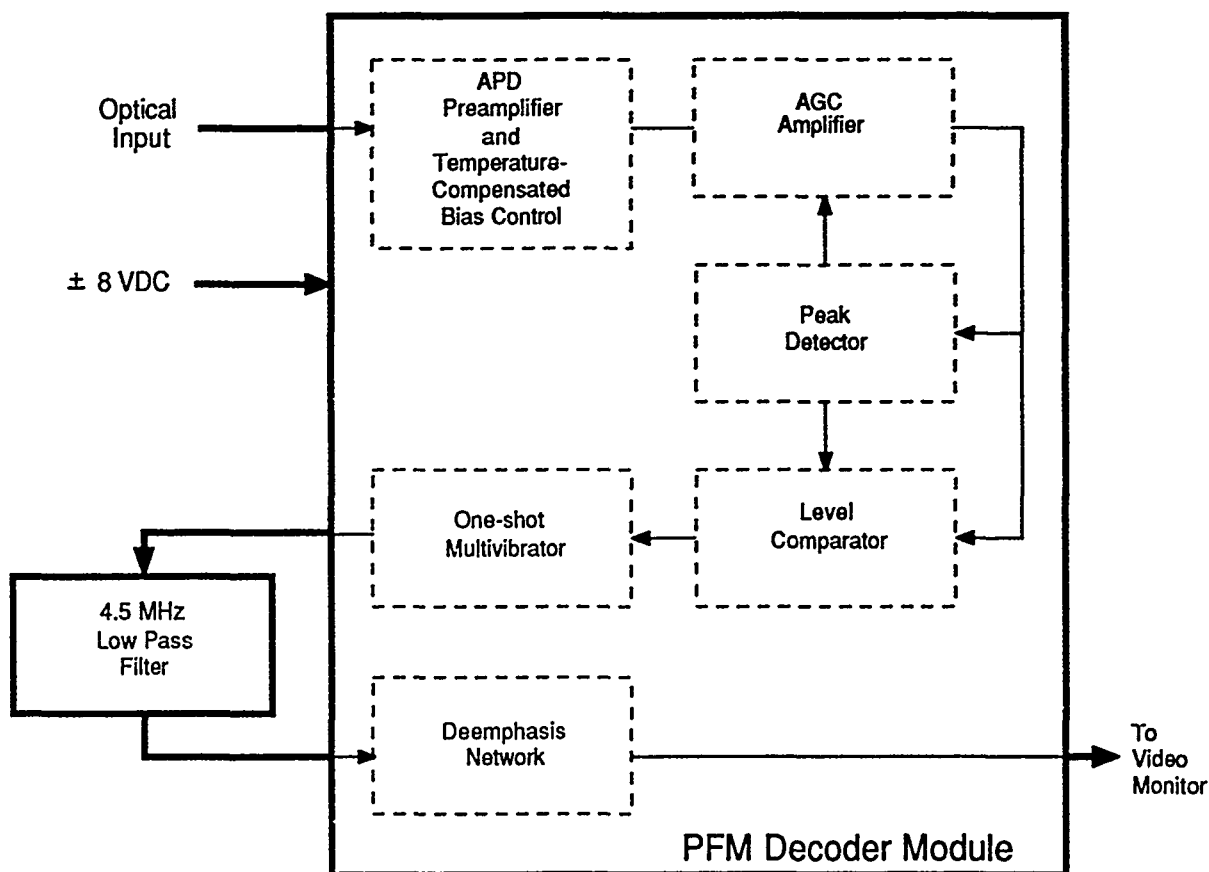 Optical
Input
APD
Preamplifier
and
Temperature-
Compensated
Bias Control
AGC
Amplifier
± 8 VDC
Peak
Detector
One-shot
Multivibrator
Level
Comparator
4.5 MHz
Low Pass
Filter
Deemphasis
Network
To
Video
Monitor
PFM Decoder Module